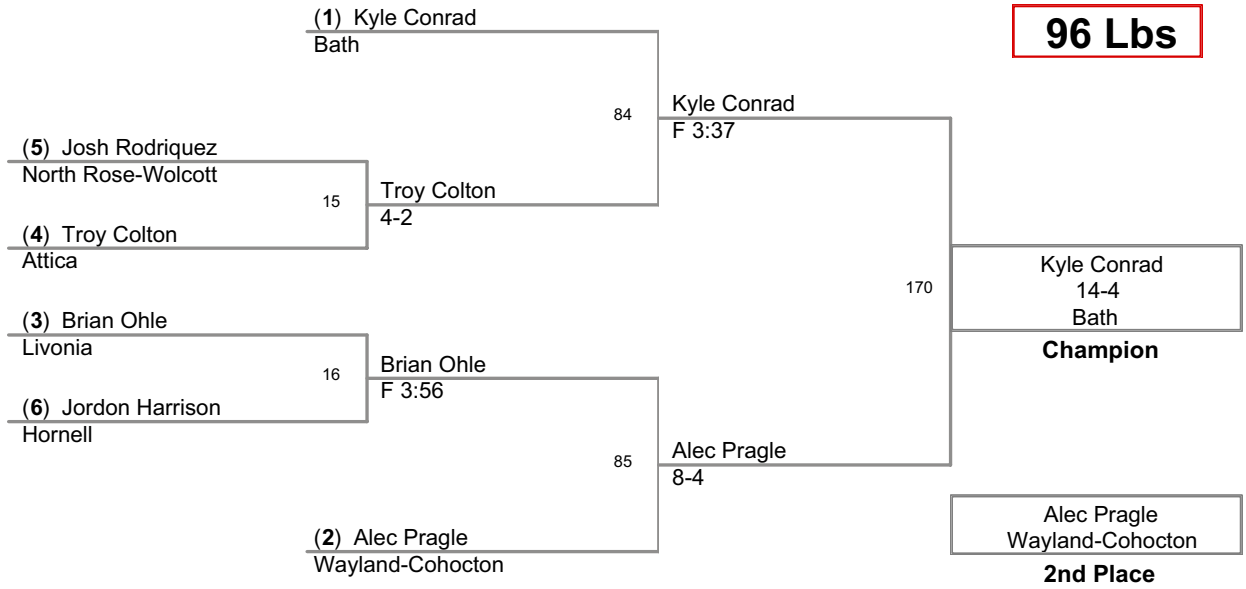 (1) Kyle Conrad
Bath
96 Lbs
84
Kyle Conrad
F 3:37
(5) Josh Rodriquez
North Rose-Wolcott
15
Troy Colton
4-2
(4) Troy Colton
Attica
170
Kyle Conrad
14-4
Bath
Champion
(3) Brian Ohle
Livonia
16
Brian Ohle
F 3:56
(6) Jordon Harrison
Hornell
85
Alec Pragle
8-4
(2) Alec Pragle
Wayland-Cohocton
Alec Pragle
Wayland-Cohocton
2nd Place